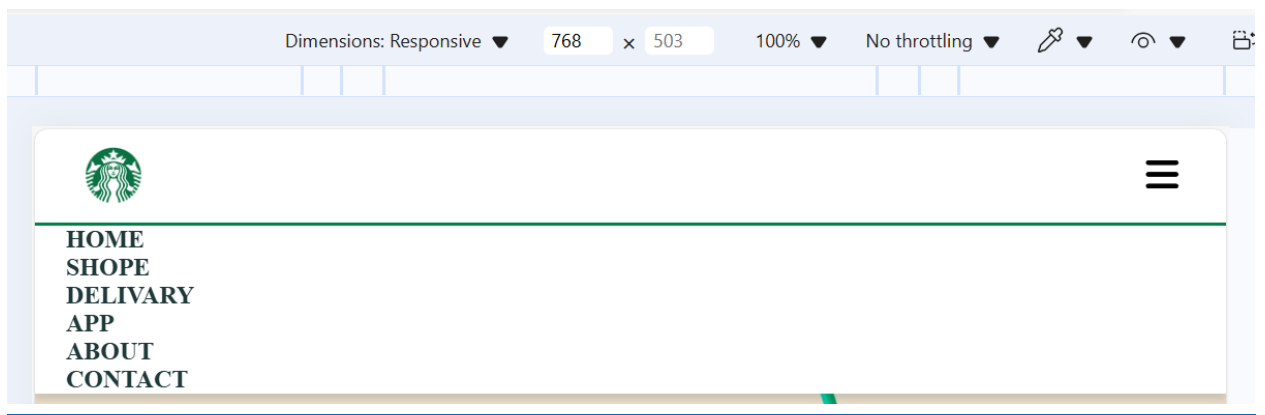 Dimensions: Responsive 768 × 503 100% No throttling
HOME
SHOPE
DELIVARY
APP
ABOUT
CONTACT